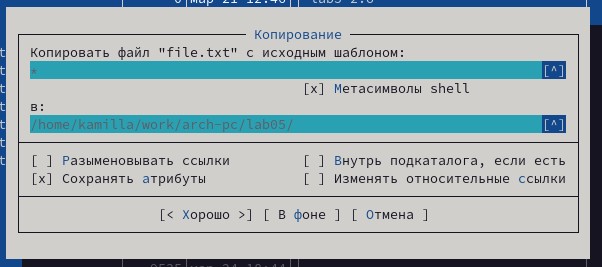 Копирование
Копировать файл "file.txt" с исходным шаблоном:
* [^]
[x] Метасимволы shell
в:
/home/kamilla/work/arch-pc/lab05/ [^]
[ ] Разыменовывать ссылки [ ] Внутрь подкаталога, если есть
[x] Сохранять атрибуты [ ] Изменять относительные ссылки
[< Хорошо >] [ В фоне ] [ Отмена ]